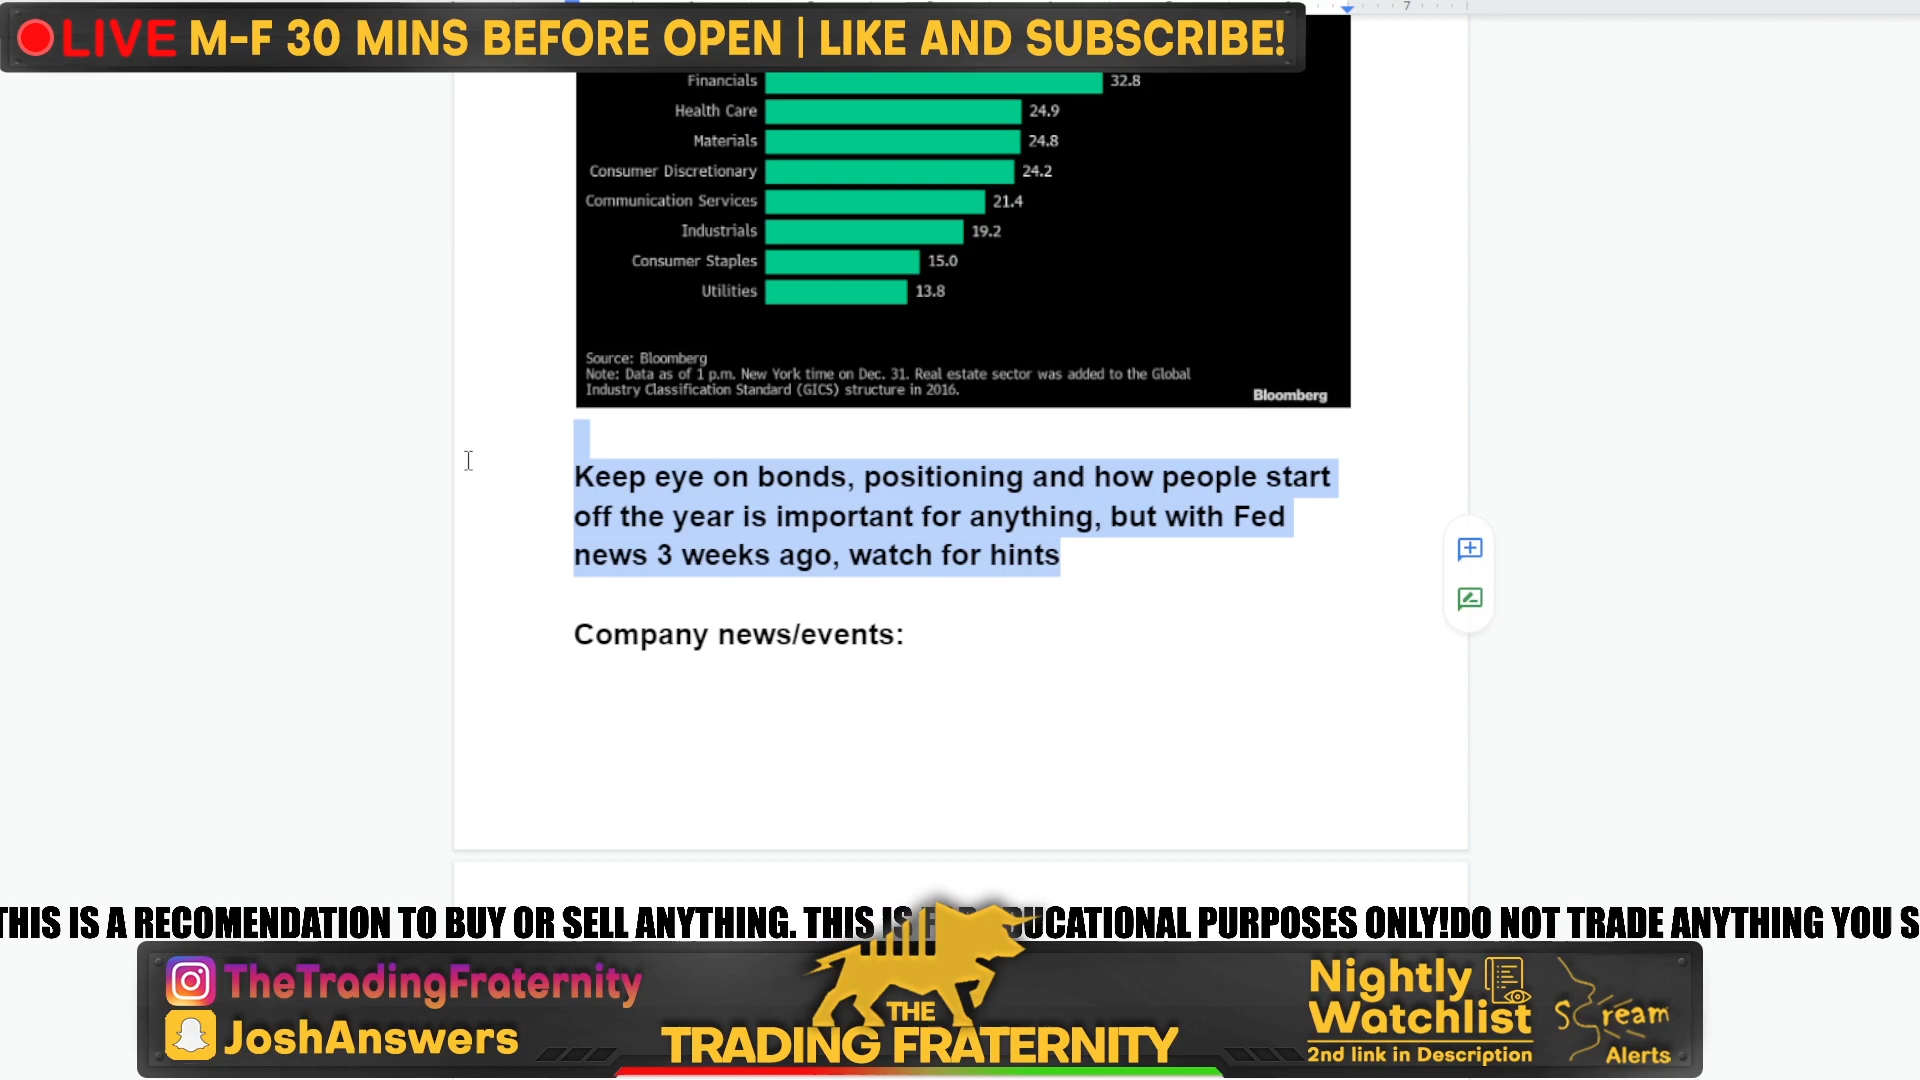 LIVE M-F 30 MINS BEFORE OPEN | LIKE AND SUBSCRIBE!
7
Financials 32.8
Health Care 24.9
Materials 24.8
Consumer Discretionary 24.2
Communication Services 21.4
Industrials 19.2
Consumer Staples 15.0
Utilities 13.8
Source: Bloomberg
Note: Data as of 1 p.m. New York time on Dec. 31. Real estate sector was added to the Global
Industry Classification Standard (GICS) structure in 2016.
Bloomberg
Keep eye on bonds, positioning and how people start
off the year is important for anything, but with Fed
news 3 weeks ago, watch for hints
Company news/events:
THIS IS A RECOMENDATION TO BUY OR SELL ANYTHING. THIS IS UCATIONAL PURPOSES ONLY!DO NOT TRADE ANYTHING YOU S
TheTradingFraternity
JoshAnswers
THE
TRADING FRATERNITY
Nightly
Watchlist
2nd link in Description
Scream
Alerts